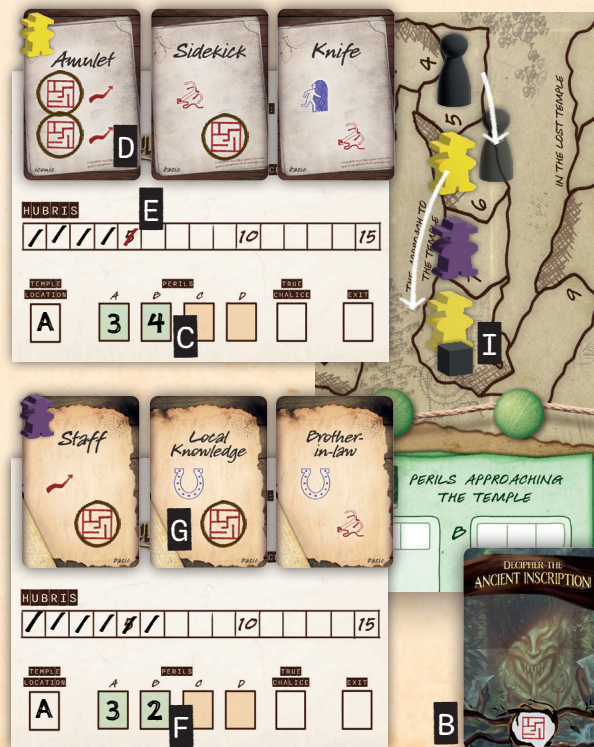 Amulet
iconic
D
Sidekick
basic
Knife
basic
E
HUBRIS
5
10
15
TEMPLE LOCATION
PERILS
TRUE CHALICE
EXIT
A
B
C
D
A
3
4
C
4
5
6
9
IN THE LOST TEMPLE
THE APPROACH TO
THE TEMPLE
I
Staff
basic
Local
Knowledge
basic
Brother-
in-law
basic
G
HUBRIS
5
10
15
TEMPLE LOCATION
PERILS
TRUE CHALICE
EXIT
A
B
C
D
A
3
2
F
PERILS APPROACHING
THE TEMPLE
B
DECIPHER THE
ANCIENT INSCRIPTION!
B